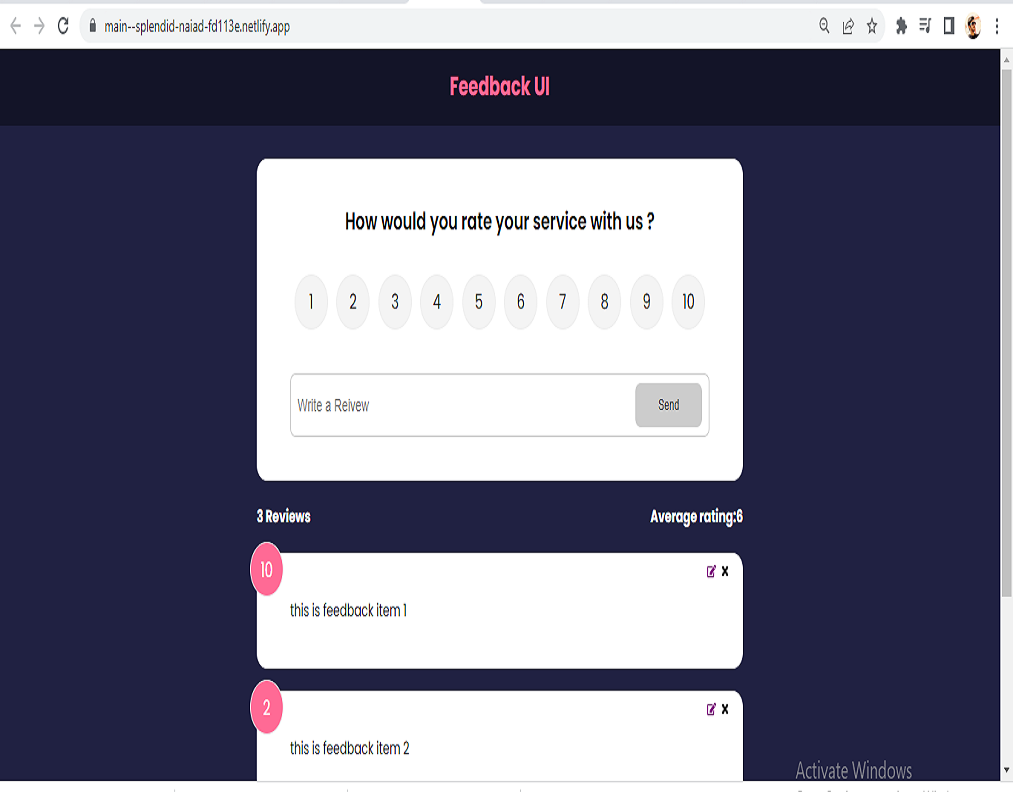 main--splendid-naiad-fd113e.netlify.app
Feedback UI
How would you rate your service with us ?
1 2 3 4 5 6 7 8 9 10
Write a Reivew
Send
3 Reviews
Average rating:6
10
this is feedback item 1
2
this is feedback item 2
Activate Windows